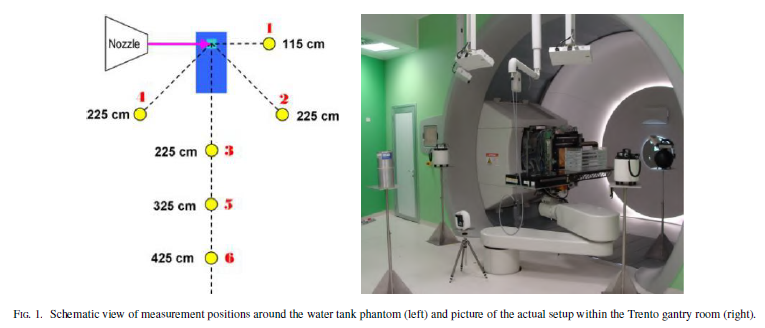 1
Nozzle
115 cm
4
2
225 cm
225 cm
225 cm
3
325 cm
5
425 cm
6
FIG. 1. Schematic view of measurement positions around the water tank phantom (left) and picture of the actual setup within the Trento gantry room (right).